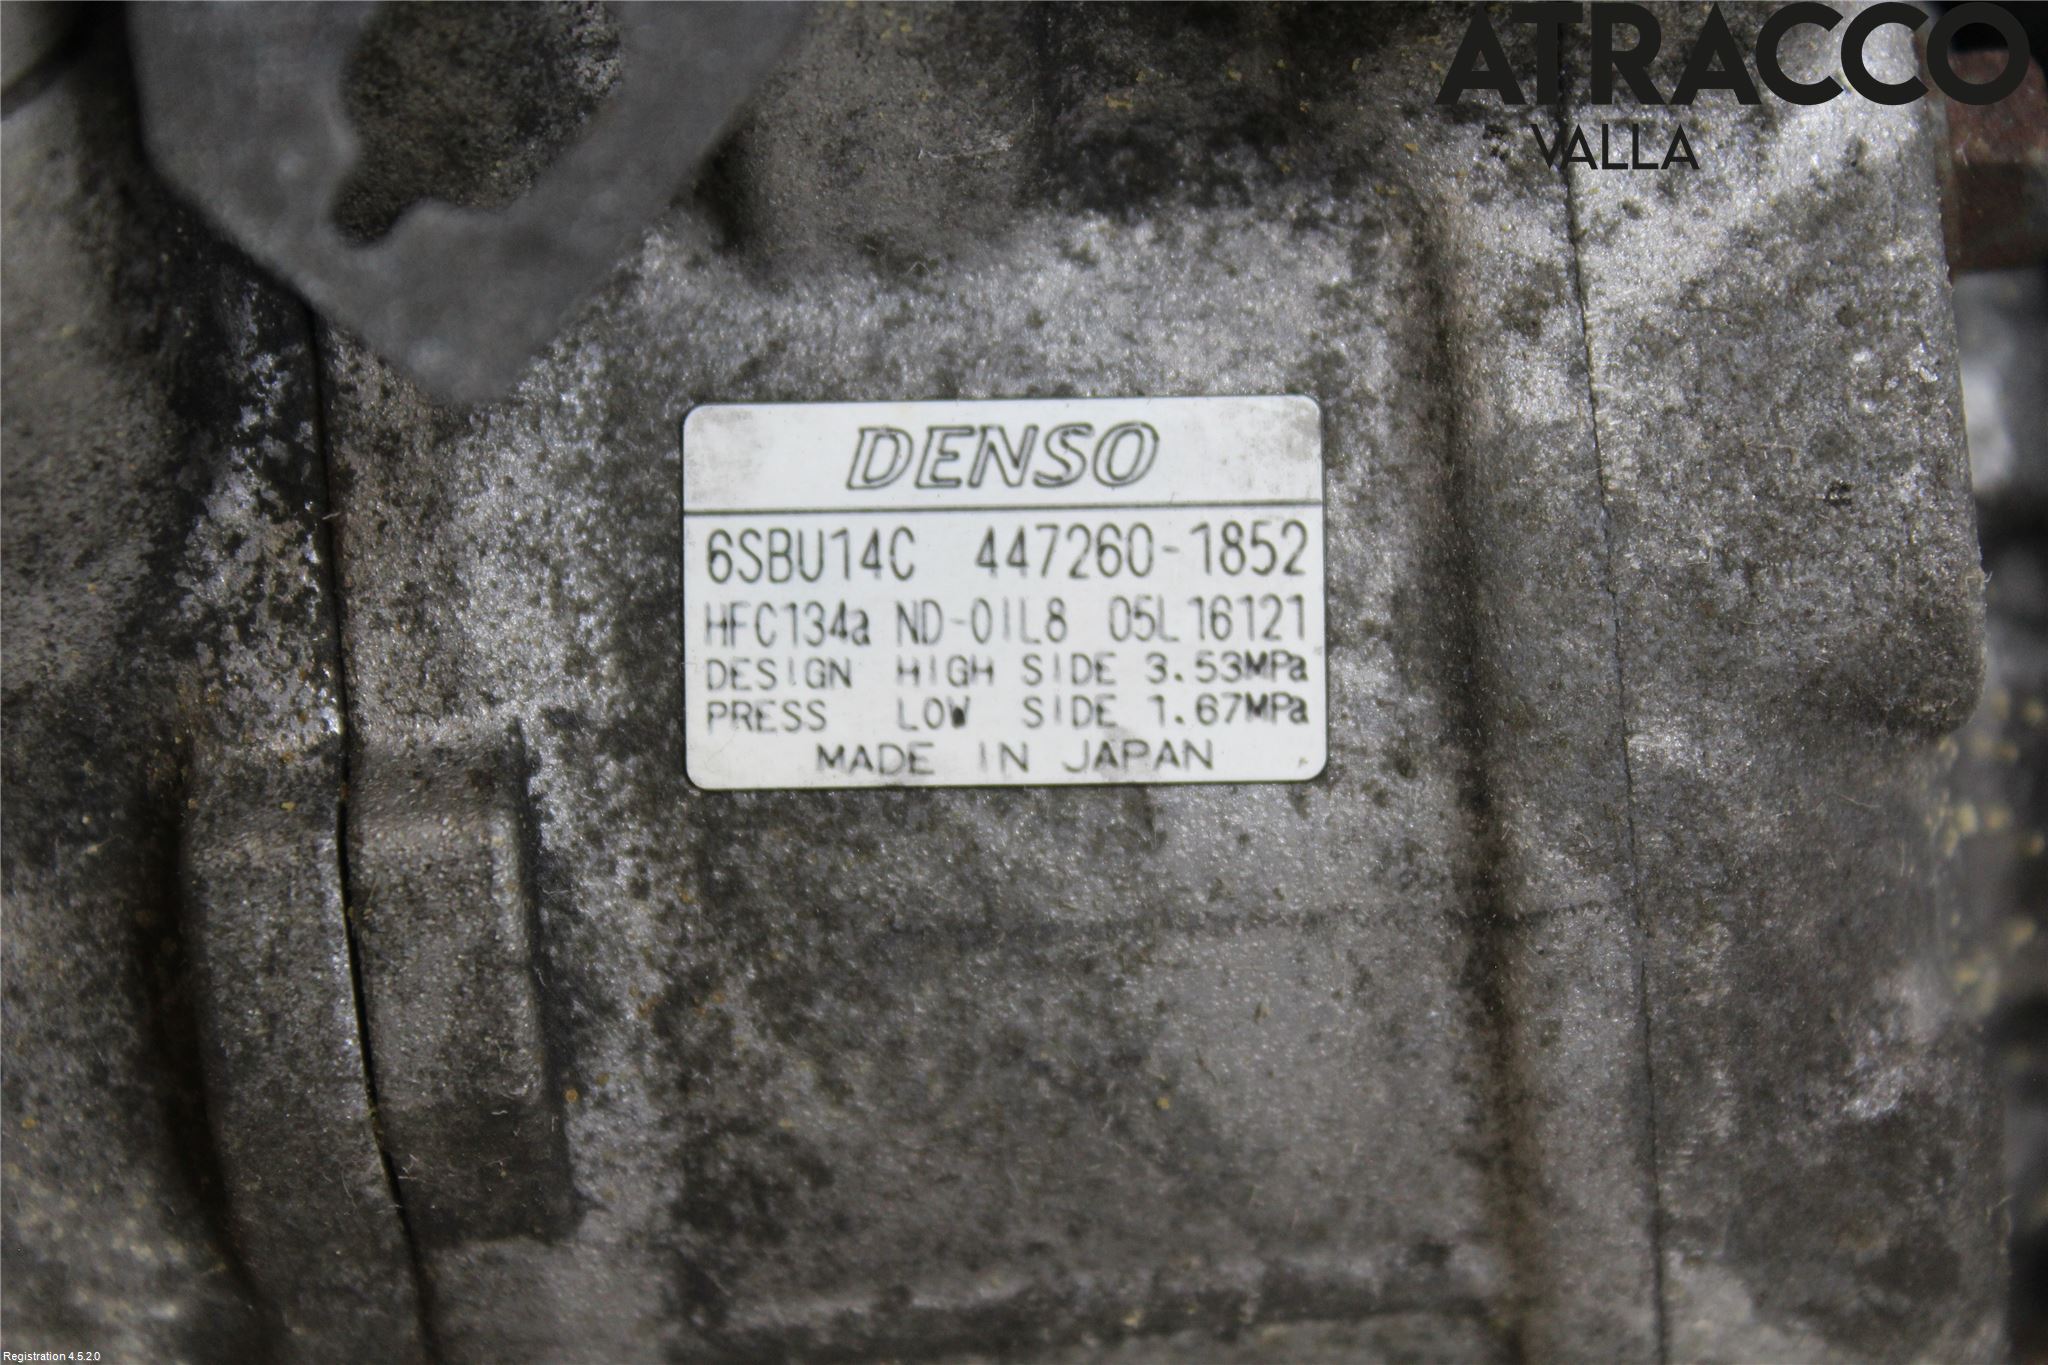 ATRACCO
VALLA
DENSO
6SBU14C 447260-1852
HFC134a ND-OIL8 05L16121
DESIGN HIGH SIDE 3.53MPa
PRESS LOW SIDE 1.67MPa
MADE IN JAPAN
Registration 4.5.2.0